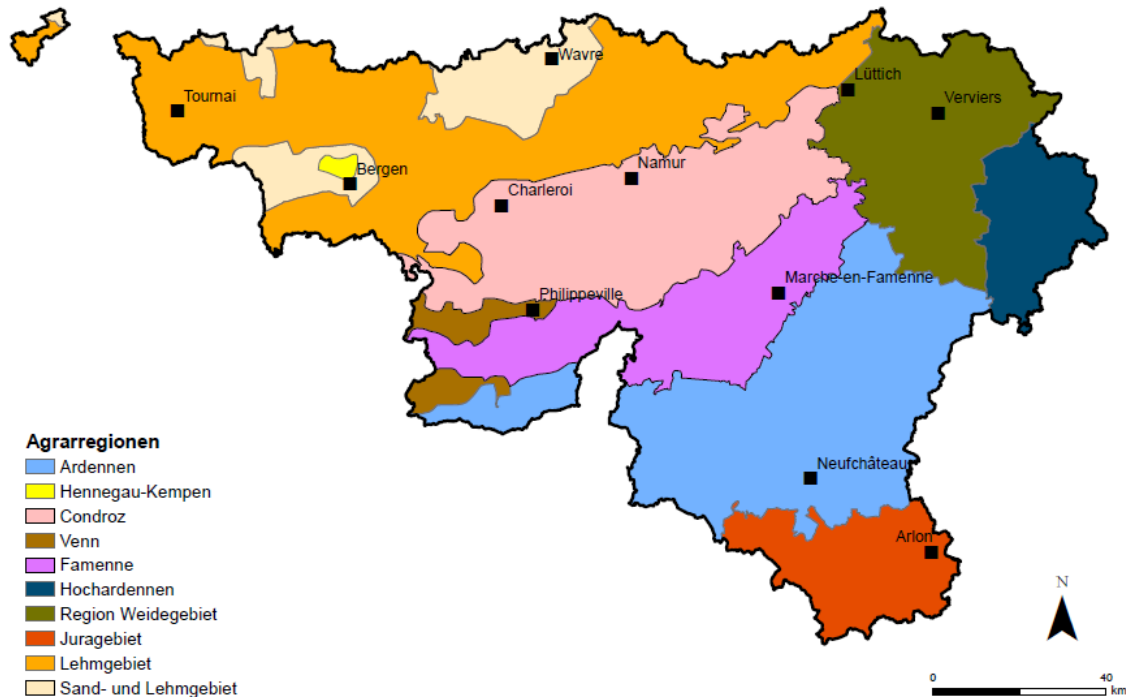 Wavre
Lüttich
Tournai
Verviers
Bergen
Namur
Charleroi
Marche-en-Famenne
Philippeville
Neufchâteau
Arlon
Agrarregionen
Ardennen
Hennegau-Kempen
Condroz
Venn
Famenne
Hochardennen
Region Weidegebiet
Juragebiet
Lehmgebiet
Sand- und Lehmgebiet
N
0 40
km